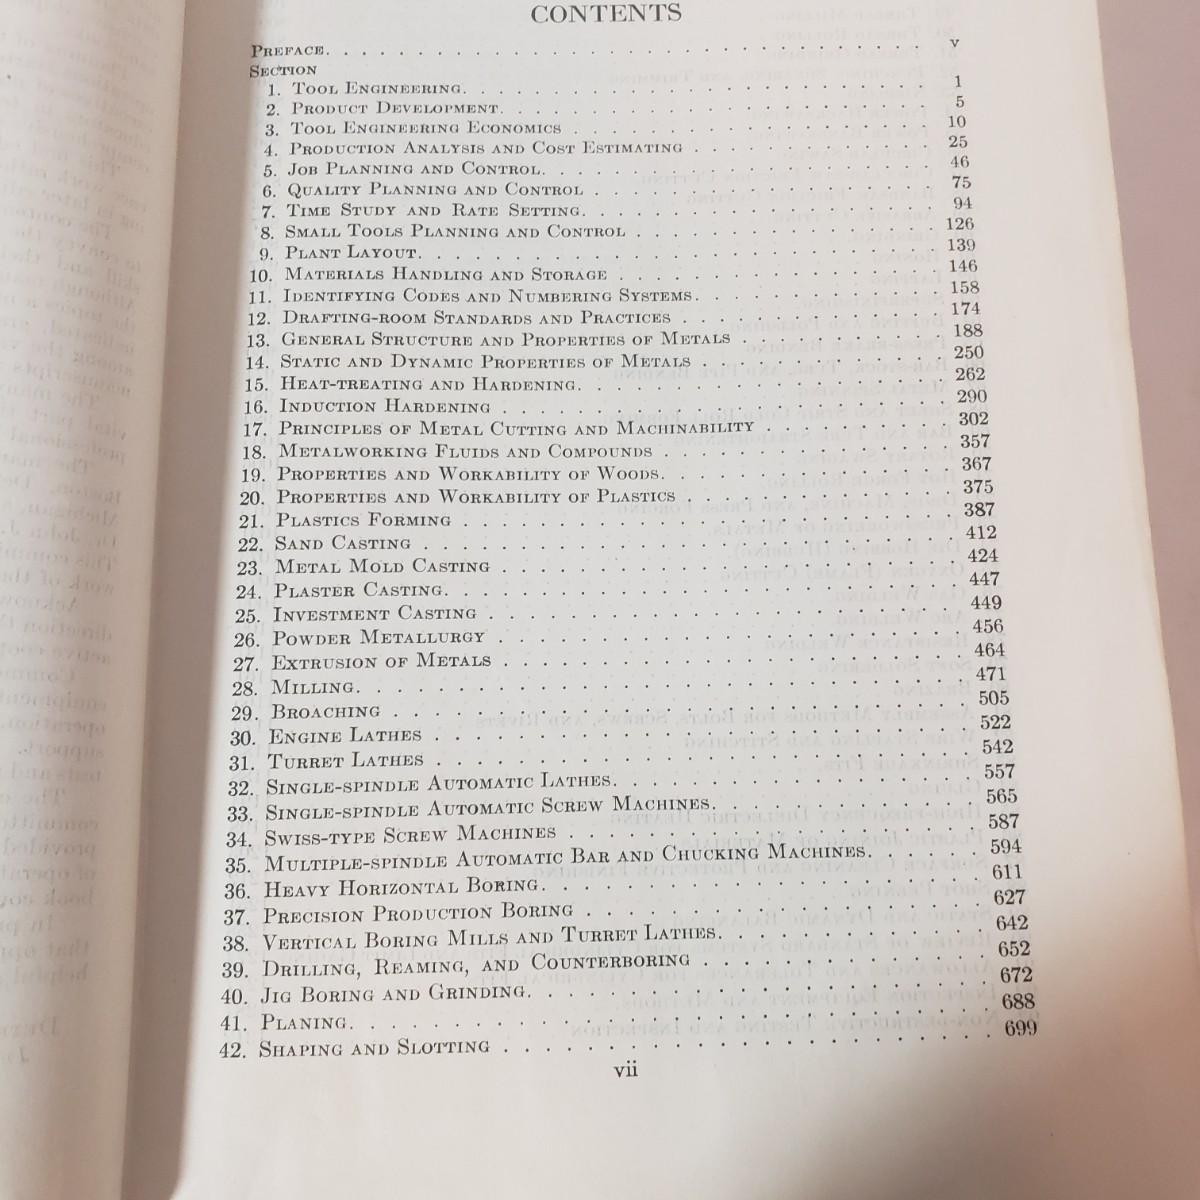 CONTENTS
PREFACE. . . . . . . . . . . . . . . . . . . . . . . . . . . . . v
SECTION
1. TOOL ENGINEERING. . . . . . . . . . . . . . . . . . . . . . 1
2. PRODUCT DEVELOPMENT. . . . . . . . . . . . . . . . . . . . 5
3. TOOL ENGINEERING ECONOMICS . . . . . . . . . . . . . . . . 10
4. PRODUCTION ANALYSIS AND COST ESTIMATING . . . . . . . . . . 25
5. JOB PLANNING AND CONTROL. . . . . . . . . . . . . . . . . . 46
6. QUALITY PLANNING AND CONTROL . . . . . . . . . . . . . . . 75
7. TIME STUDY AND RATE SETTING. . . . . . . . . . . . . . . . 94
8. SMALL TOOLS PLANNING AND CONTROL . . . . . . . . . . . . . 126
9. PLANT LAYOUT. . . . . . . . . . . . . . . . . . . . . . . . 139
10. MATERIALS HANDLING AND STORAGE . . . . . . . . . . . . . . 146
11. IDENTIFYING CODES AND NUMBERING SYSTEMS. . . . . . . . . . 158
12. DRAFTING-ROOM STANDARDS AND PRACTICES . . . . . . . . . . . 174
13. GENERAL STRUCTURE AND PROPERTIES OF METALS . . . . . . . . 188
14. STATIC AND DYNAMIC PROPERTIES OF METALS . . . . . . . . . . 250
15. HEAT-TREATING AND HARDENING. . . . . . . . . . . . . . . . 262
16. INDUCTION HARDENING . . . . . . . . . . . . . . . . . . . . 290
17. PRINCIPLES OF METAL CUTTING AND MACHINABILITY . . . . . . . 302
18. METALWORKING FLUIDS AND COMPOUNDS . . . . . . . . . . . . . 357
19. PROPERTIES AND WORKABILITY OF WOODS. . . . . . . . . . . . 367
20. PROPERTIES AND WORKABILITY OF PLASTICS . . . . . . . . . . 375
21. PLASTICS FORMING . . . . . . . . . . . . . . . . . . . . . 387
22. SAND CASTING . . . . . . . . . . . . . . . . . . . . . . . 412
23. METAL MOLD CASTING . . . . . . . . . . . . . . . . . . . . 424
24. PLASTER CASTING. . . . . . . . . . . . . . . . . . . . . . 447
25. INVESTMENT CASTING . . . . . . . . . . . . . . . . . . . . 449
26. POWDER METALLURGY . . . . . . . . . . . . . . . . . . . . . 456
27. EXTRUSION OF METALS . . . . . . . . . . . . . . . . . . . . 464
28. MILLING. . . . . . . . . . . . . . . . . . . . . . . . . . 471
29. BROACHING . . . . . . . . . . . . . . . . . . . . . . . . . 505
30. ENGINE LATHES . . . . . . . . . . . . . . . . . . . . . . . 522
31. TURRET LATHES . . . . . . . . . . . . . . . . . . . . . . . 542
32. SINGLE-SPINDLE AUTOMATIC LATHES. . . . . . . . . . . . . . 557
33. SINGLE-SPINDLE AUTOMATIC SCREW MACHINES. . . . . . . . . . 565
34. SWISS-TYPE SCREW MACHINES . . . . . . . . . . . . . . . . . 587
35. MULTIPLE-SPINDLE AUTOMATIC BAR AND CHUCKING MACHINES. . . . 594
36. HEAVY HORIZONTAL BORING. . . . . . . . . . . . . . . . . . 611
37. PRECISION PRODUCTION BORING . . . . . . . . . . . . . . . . 627
38. VERTICAL BORING MILLS AND TURRET LATHES. . . . . . . . . . 642
39. DRILLING, REAMING, AND COUNTERBORING . . . . . . . . . . . 652
40. JIG BORING AND GRINDING. . . . . . . . . . . . . . . . . . 672
41. PLANING. . . . . . . . . . . . . . . . . . . . . . . . . . 688
42. SHAPING AND SLOTTING . . . . . . . . . . . . . . . . . . . 699
vii